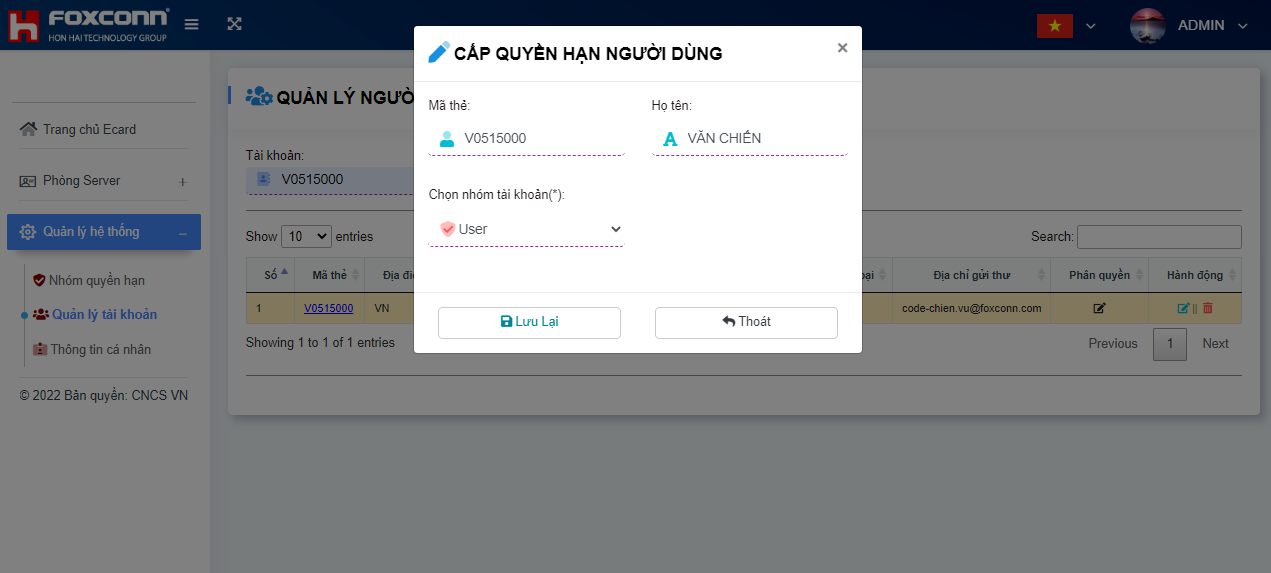 FOXCONN®
HON HAI TECHNOLOGY GROUP
ADMIN
CẤP QUYỀN HẠN NGƯỜI DÙNG
×
Mã thẻ:
Họ tên:
V0515000
VĂN CHIẾN
Chọn nhóm tài khoản(*):
User
Lưu Lại
Thoát
Trang chủ Ecard
Phòng Server
Quản lý hệ thống
Nhóm quyền hạn
Quản lý tài khoản
Thông tin cá nhân
© 2022 Bản quyền: CNCS VN
QUẢN LÝ NGƯỜ
Tài khoản:
V0515000
Show 10 entries
Search:
Số Mã thẻ Địa đi oại Địa chỉ gửi thư Phân quyền Hành động
1 V0515000 VN code-chien.vu@foxconn.com ||
Showing 1 to 1 of 1 entries
Previous 1 Next